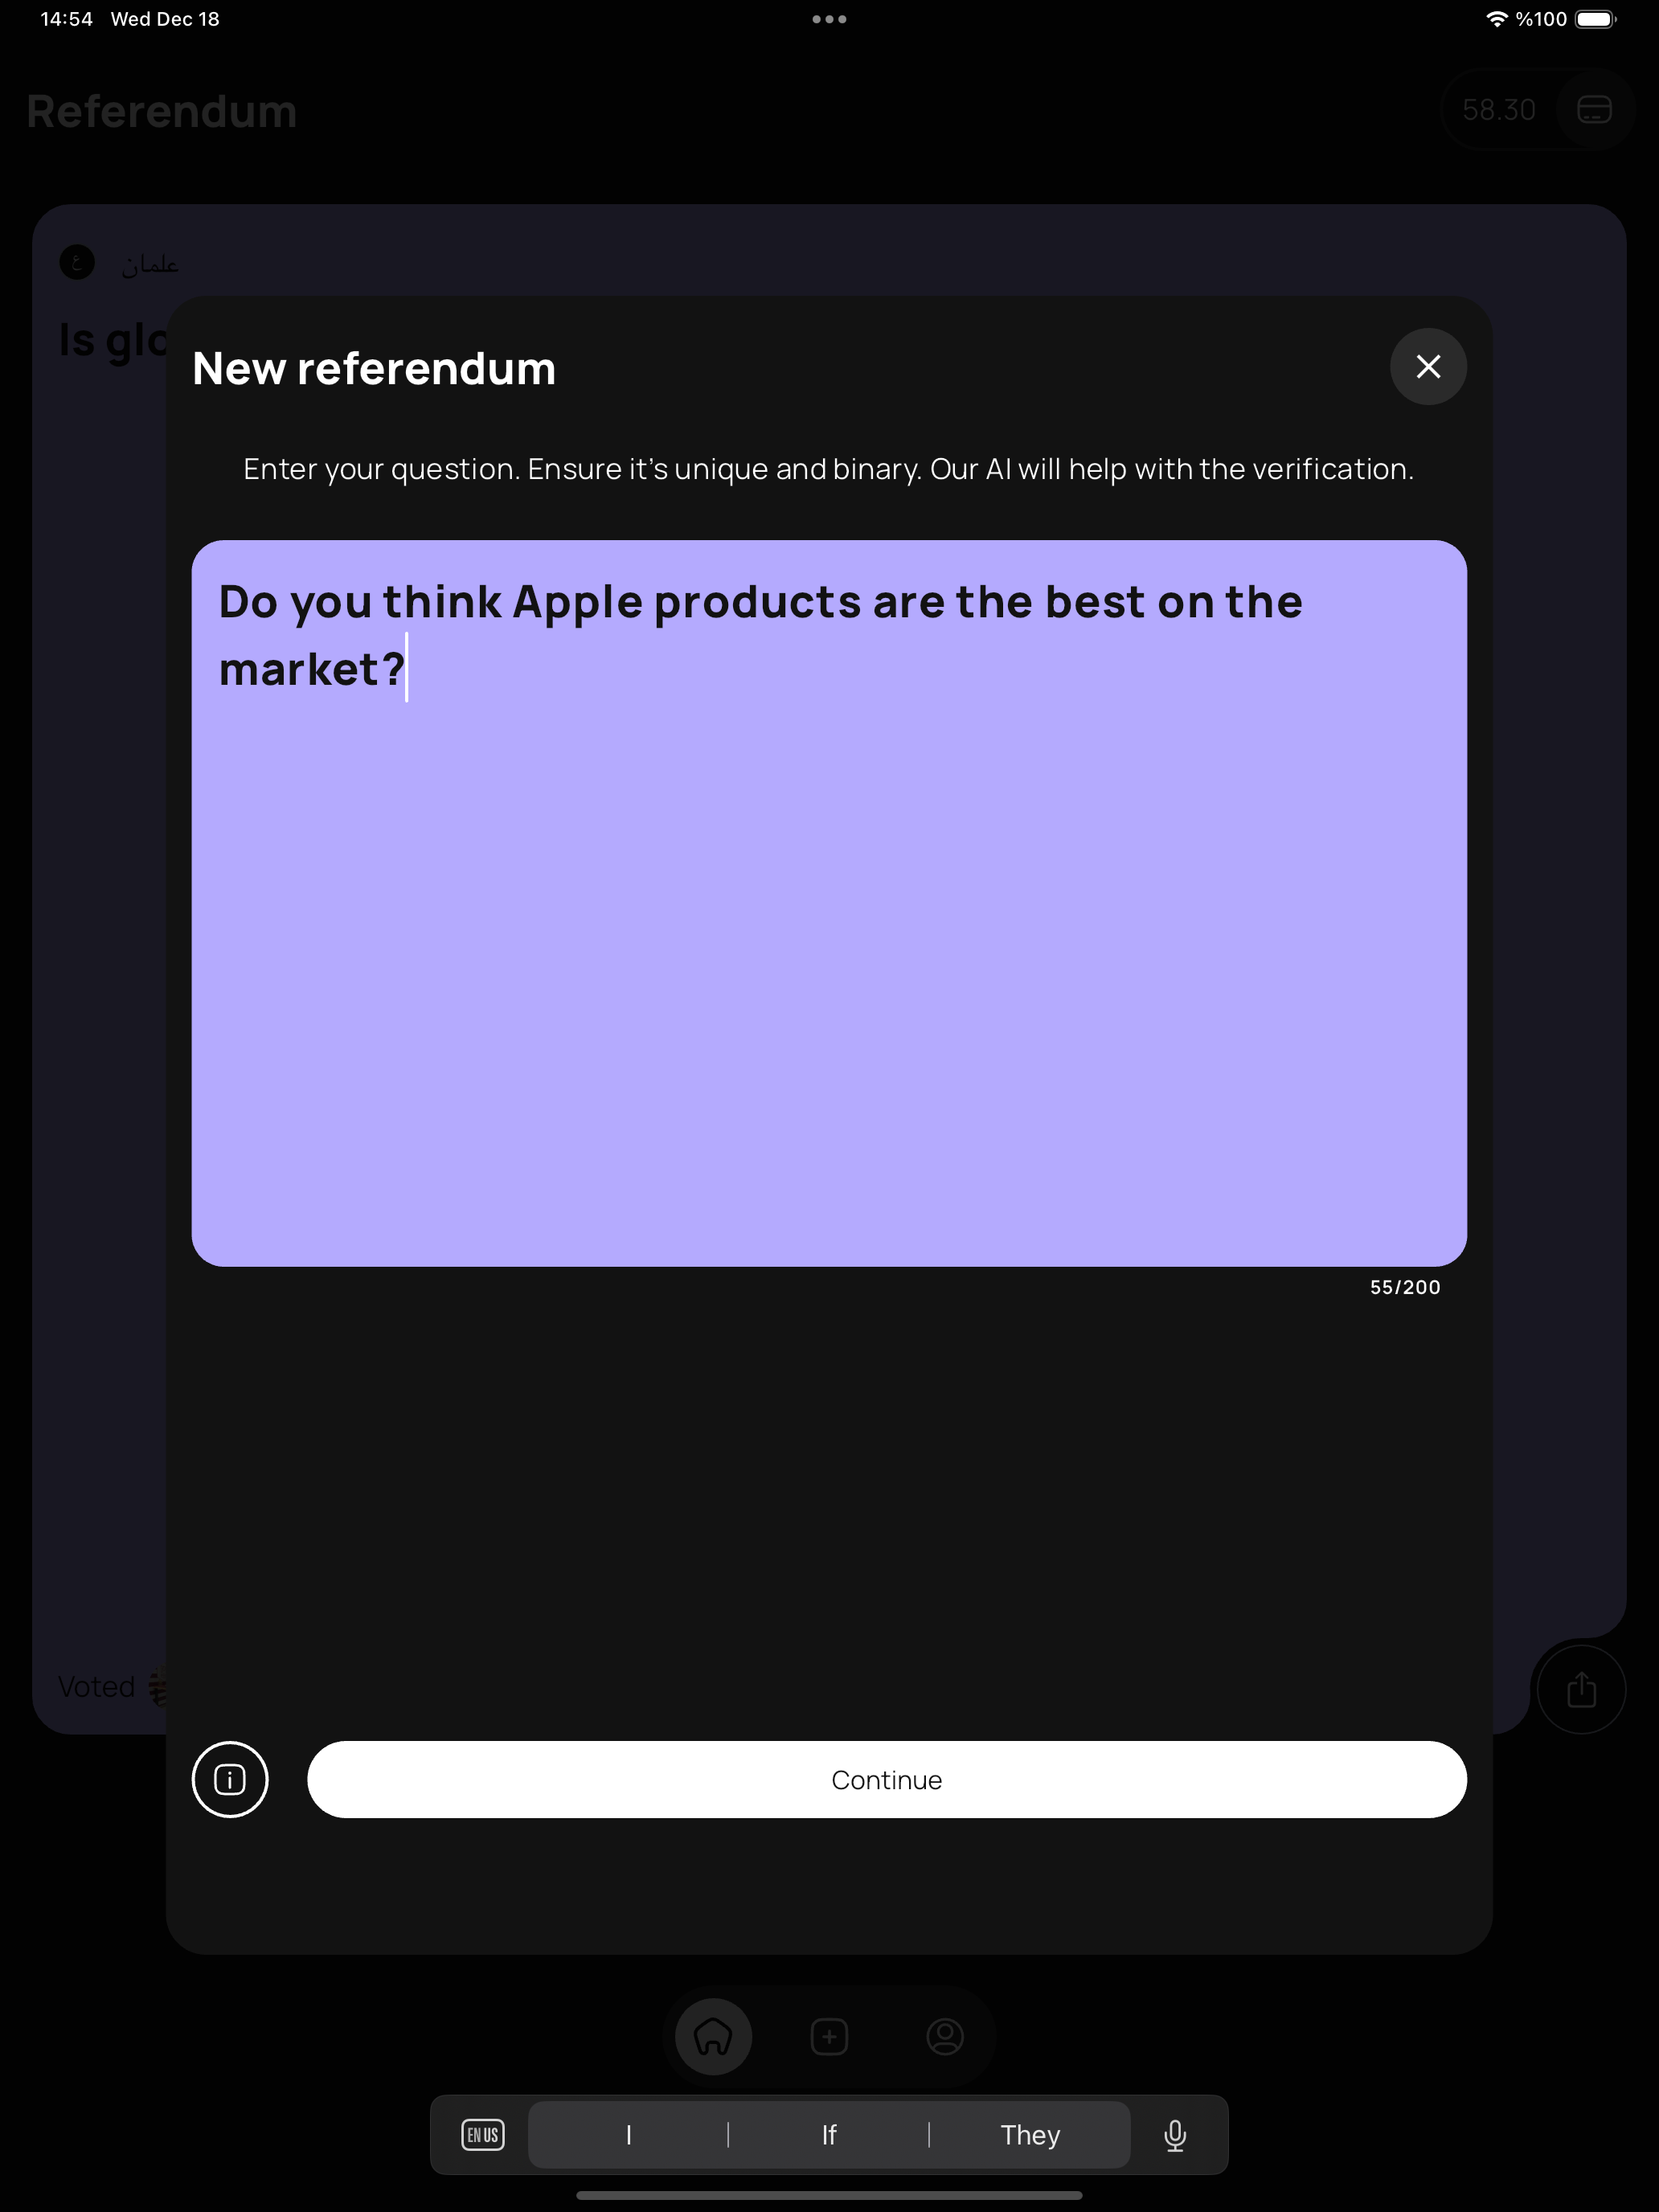 14:54 Wed Dec 18
%100
Referendum
58.30
ع علمان
Is glo
New referendum
Enter your question. Ensure it's unique and binary. Our AI will help with the verification.
Do you think Apple products are the best on the
market?
55/200
Voted
Continue
EN US
I
If
They